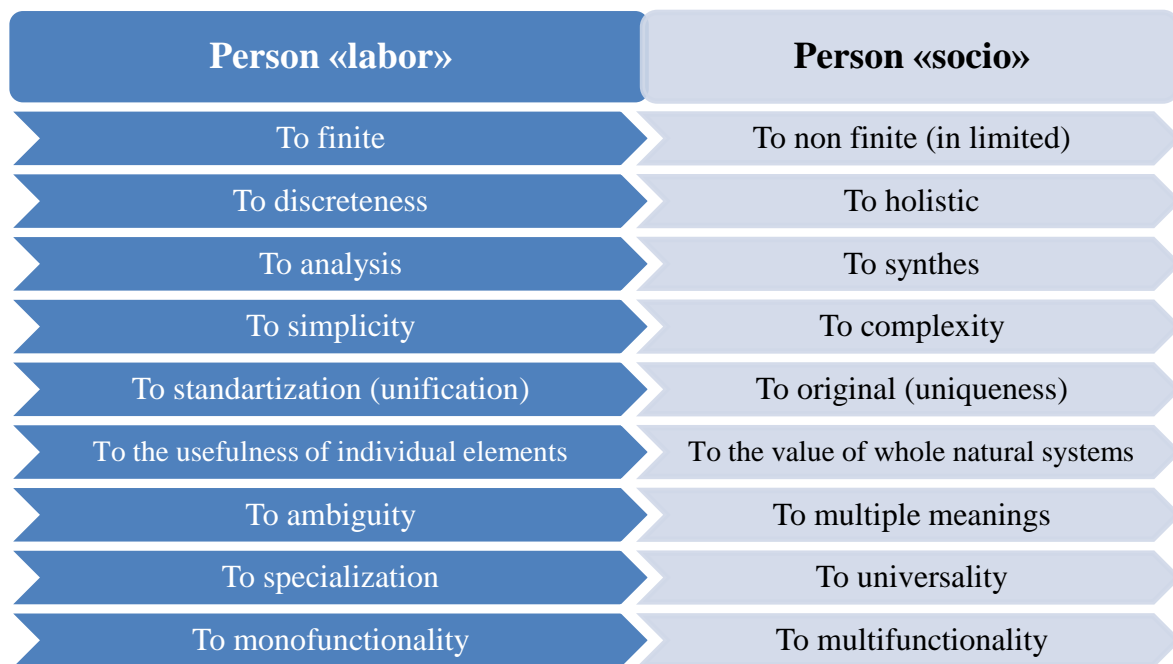 Person «labor»
Person «socio»
To finite
To non finite (in limited)
To discreteness
To holistic
To analysis
To synthes
To simplicity
To complexity
To standartization (unification)
To original (uniqueness)
To the usefulness of individual elements
To the value of whole natural systems
To ambiguity
To multiple meanings
To specialization
To universality
To monofunctionality
To multifunctionality